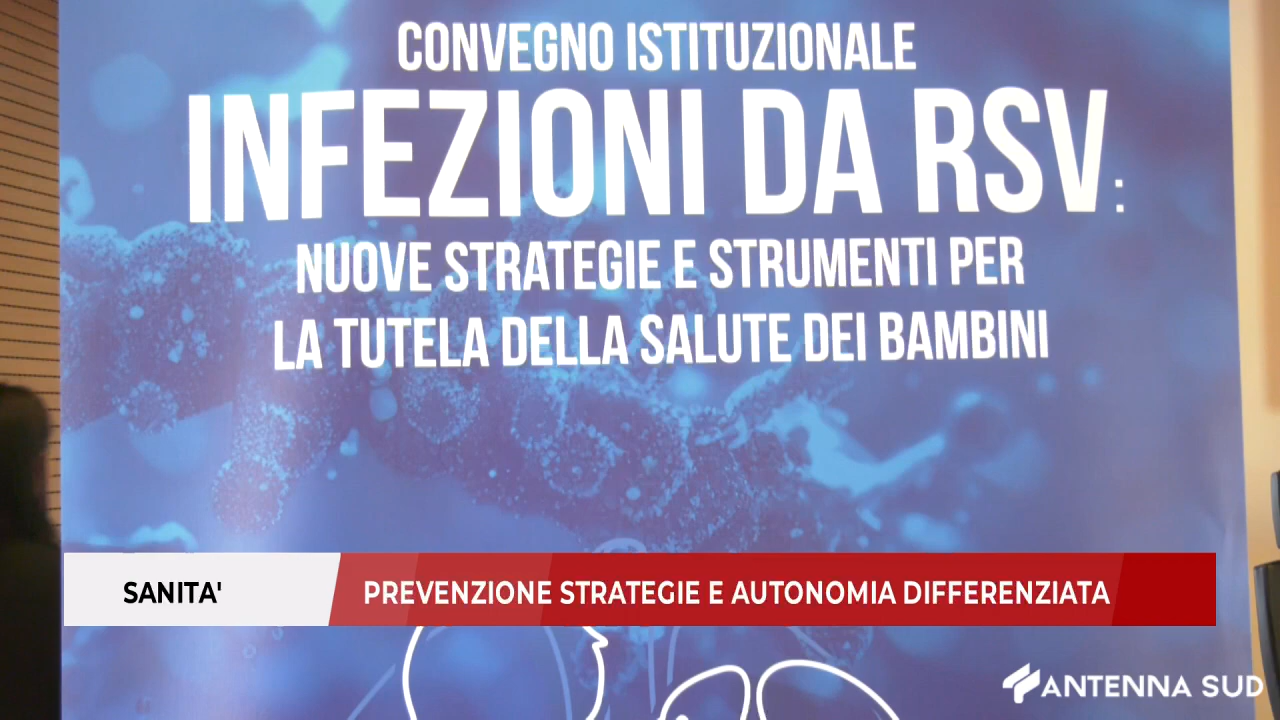 CONVEGNO ISTITUZIONALE
INFEZIONI DA RSV:
NUOVE STRATEGIE E STRUMENTI PER
LA TUTELA DELLA SALUTE DEI BAMBINI
SANITA' PREVENZIONE STRATEGIE E AUTONOMIA DIFFERENZIATA
ANTENNA SUD